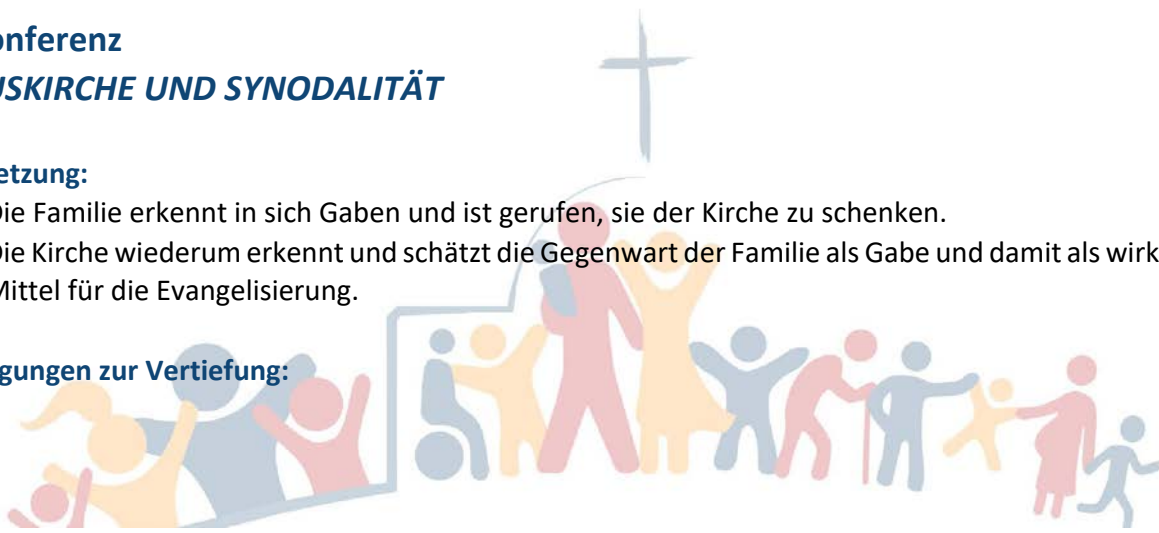 onferenz
USKIRCHE UND SYNODALITÄT
etzung:
Die Familie erkennt in sich Gaben und ist gerufen, sie der Kirche zu schenken.
Die Kirche wiederum erkennt und schätzt die Gegenwart der Familie als Gabe und damit als wirk
Mittel für die Evangelisierung.
gungen zur Vertiefung: